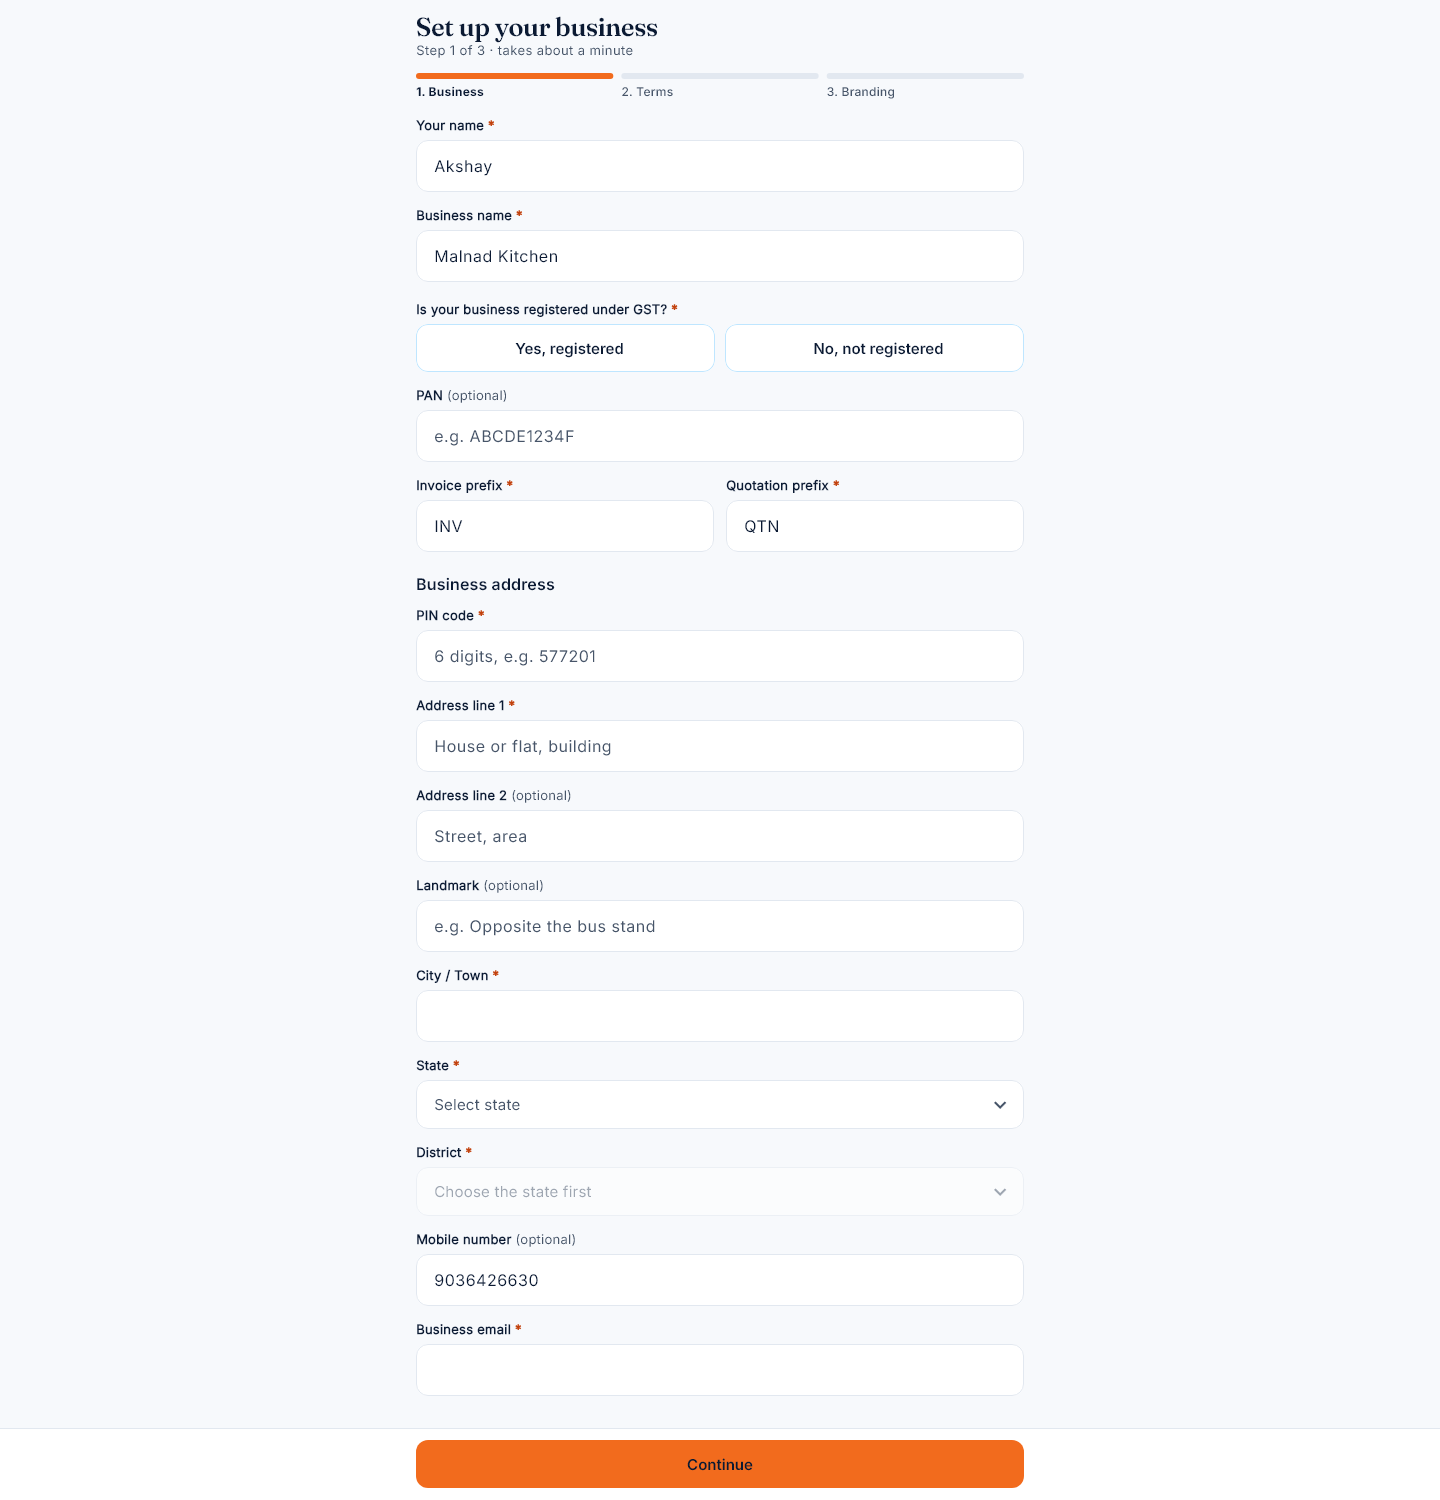 Set up your business
Step 1 of 3 · takes about a minute
1. Business
2. Terms
3. Branding
Your name *
Akshay
Business name *
Malnad Kitchen
Is your business registered under GST? *
Yes, registered
No, not registered
PAN (optional)
e.g. ABCDE1234F
Invoice prefix *
Quotation prefix *
INV
QTN
Business address
PIN code *
6 digits, e.g. 577201
Address line 1 *
House or flat, building
Address line 2 (optional)
Street, area
Landmark (optional)
e.g. Opposite the bus stand
City / Town *
State *
Select state
District *
Choose the state first
Mobile number (optional)
9036426630
Business email *
Continue